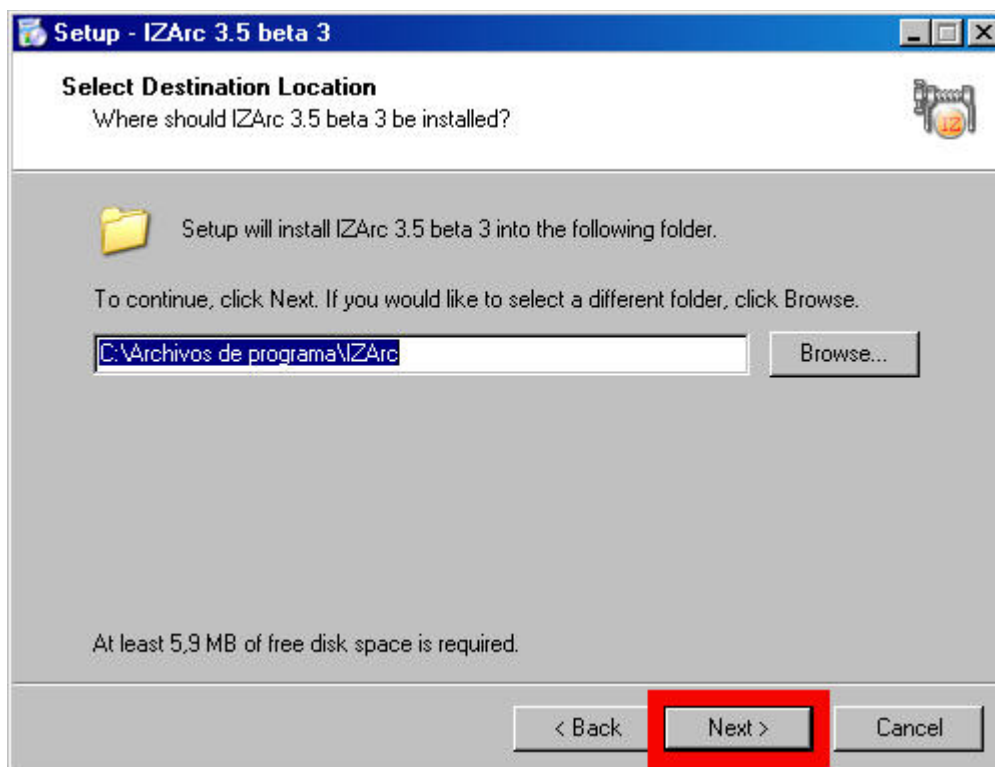 Setup - IZArc 3.5 beta 3
Select Destination Location
Where should IZArc 3.5 beta 3 be installed?
IZ
Setup will install IZArc 3.5 beta 3 into the following folder.
To continue, click Next. If you would like to select a different folder, click Browse.
C:\Archivos de programa\IZArc
Browse...
At least 5,9 MB of free disk space is required.
< Back
Next >
Cancel